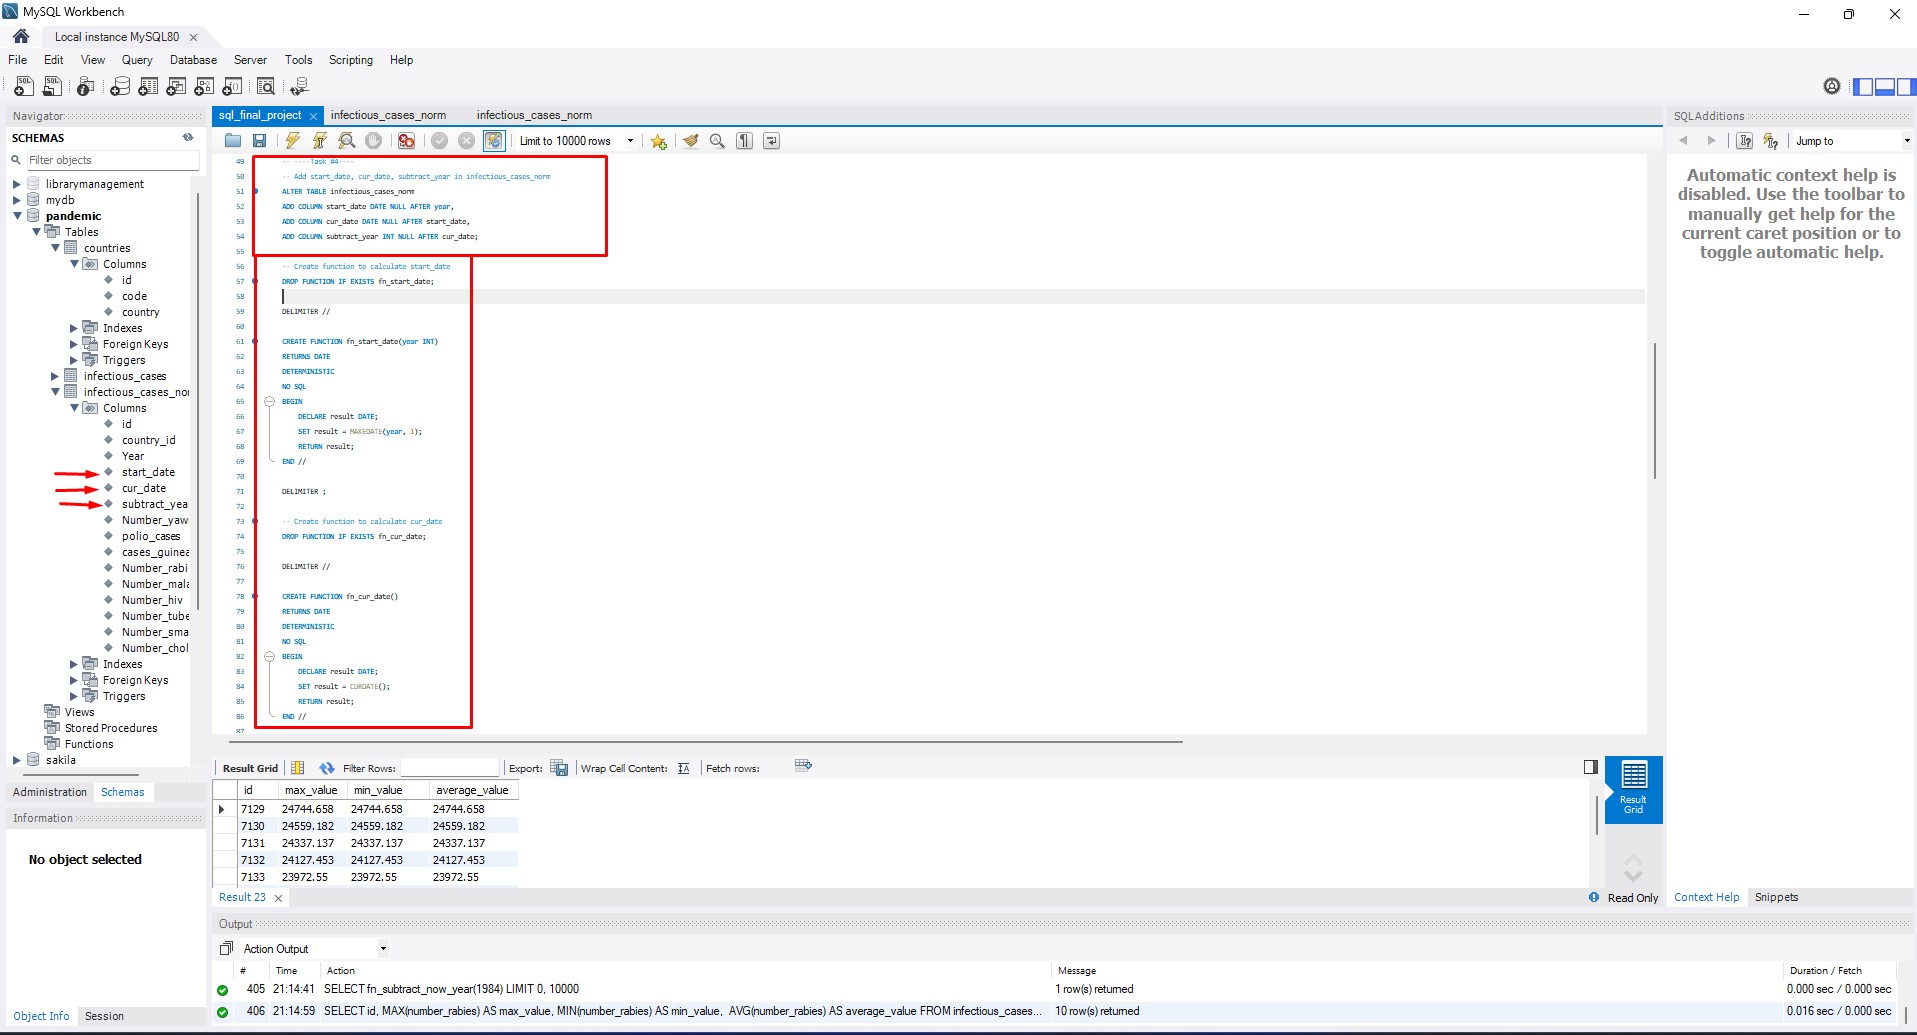 MySQL Workbench
Local instance MySQL80
File Edit View Query Database Server Tools Scripting Help
Navigator
SCHEMAS
Filter objects
librarymanagement
mydb
pandemic
Tables
countries
Columns
id
code
country
Indexes
Foreign Keys
Triggers
infectious_cases
infectious_cases_nor
Columns
id
country_id
Year
start_date
cur_date
subtract_yea
Number_yaw
polio_cases
cases_guinea
Number_rabi
Number_mala
Number_hiv
Number_tube
Number_sma
Number_chol
Indexes
Foreign Keys
Triggers
Views
Stored Procedures
Functions
sakila
Administration Schemas
Information
No object selected
Object Info Session
sql_final_project infectious_cases_norm infectious_cases_norm
Limit to 10000 rows
49 -- ----Task #4----
50 -- Add start_date, cur_date, subtract_year in infectious_cases_norm
51 ALTER TABLE infectious_cases_norm
52 ADD COLUMN start_date DATE NULL AFTER year,
53 ADD COLUMN cur_date DATE NULL AFTER start_date,
54 ADD COLUMN subtract_year INT NULL AFTER cur_date;
55
56 -- Create function to calculate start_date
57 DROP FUNCTION IF EXISTS fn_start_date;
58
59 DELIMITER //
60
61 CREATE FUNCTION fn_start_date(year INT)
62 RETURNS DATE
63 DETERMINISTIC
64 NO SQL
65 BEGIN
66 DECLARE result DATE;
67 SET result = MAKEDATE(year, 1);
68 RETURN result;
69 END //
70
71 DELIMITER ;
72
73 -- Create function to calculate cur_date
74 DROP FUNCTION IF EXISTS fn_cur_date;
75
76 DELIMITER //
77
78 CREATE FUNCTION fn_cur_date()
79 RETURNS DATE
80 DETERMINISTIC
81 NO SQL
82 BEGIN
83 DECLARE result DATE;
84 SET result = CURDATE();
85 RETURN result;
86 END //
87
Result Grid Filter Rows: Export: Wrap Cell Content: Fetch rows:
id max_value min_value average_value
7129 24744.658 24744.658 24744.658
7130 24559.182 24559.182 24559.182
7131 24337.137 24337.137 24337.137
7132 24127.453 24127.453 24127.453
7133 23972.55 23972.55 23972.55
Result Grid
Result 23
Read Only
Output
Action Output
# Time Action Message Duration / Fetch
405 21:14:41 SELECT fn_subtract_now_year(1984) LIMIT 0, 10000 1 row(s) returned 0.000 sec / 0.000 sec
406 21:14:59 SELECT id, MAX(number_rabies) AS max_value, MIN(number_rabies) AS min_value, AVG(number_rabies) AS average_value FROM infectious_cases... 10 row(s) returned 0.016 sec / 0.000 sec
SQLAdditions
Jump to
Automatic context help is
disabled. Use the toolbar to
manually get help for the
current caret position or to
toggle automatic help.
Context Help Snippets